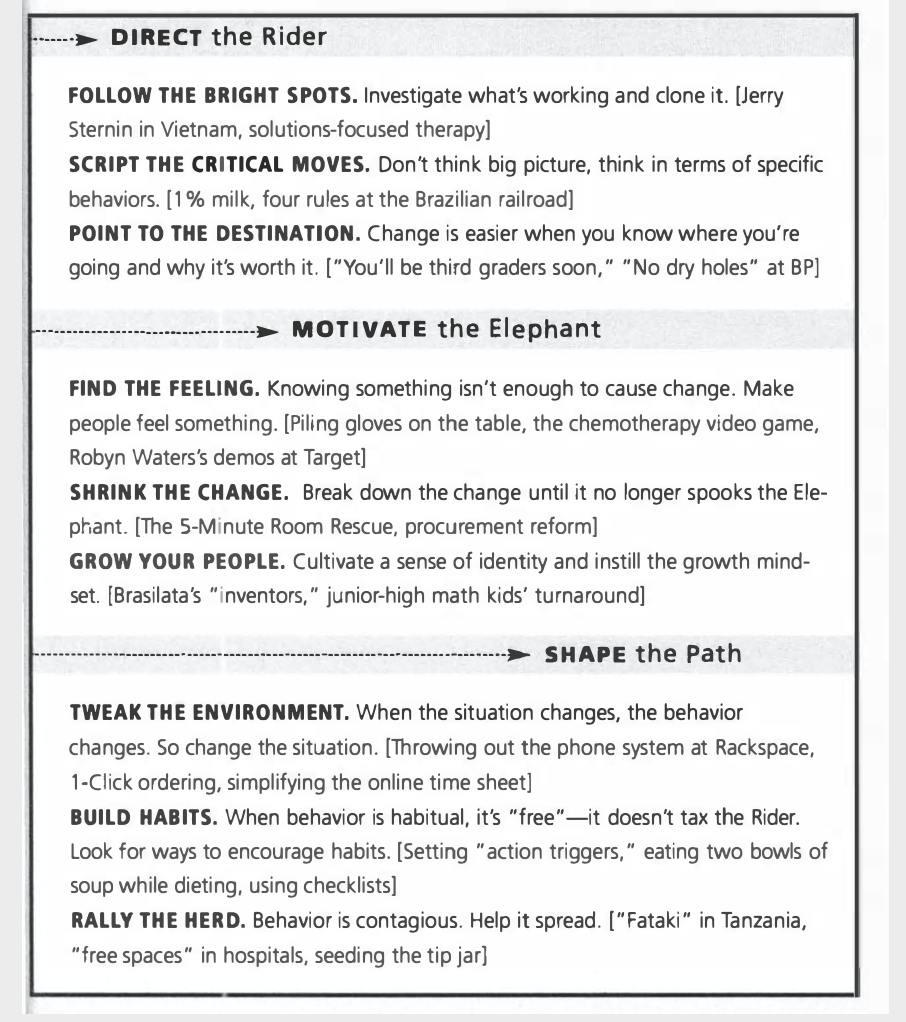 DIRECT the Rider
FOLLOW THE BRIGHT SPOTS. Investigate what's working and clone it. [Jerry
Sternin in Vietnam, solutions-focused therapy]
SCRIPT THE CRITICAL MOVES. Don't think big picture, think in terms of specific
behaviors. [1% milk, four rules at the Brazilian railroad]
POINT TO THE DESTINATION. Change is easier when you know where you're
going and why it's worth it. ["You'll be third graders soon," "No dry holes" at BP]
MOTIVATE the Elephant
FIND THE FEELING. Knowing something isn't enough to cause change. Make
people feel something. [Piling gloves on the table, the chemotherapy video game,
Robyn Waters's demos at Target]
SHRINK THE CHANGE. Break down the change until it no longer spooks the Ele-
phant. [The 5-Minute Room Rescue, procurement reform]
GROW YOUR PEOPLE. Cultivate a sense of identity and instill the growth mind-
set. [Brasilata's "inventors," junior-high math kids' turnaround]
SHAPE the Path
TWEAK THE ENVIRONMENT. When the situation changes, the behavior
changes. So change the situation. [Throwing out the phone system at Rackspace,
1-Click ordering, simplifying the online time sheet]
BUILD HABITS. When behavior is habitual, it's "free"—it doesn't tax the Rider.
Look for ways to encourage habits. [Setting "action triggers," eating two bowls of
soup while dieting, using checklists]
RALLY THE HERD. Behavior is contagious. Help it spread. ["Fataki" in Tanzania,
"free spaces" in hospitals, seeding the tip jar]